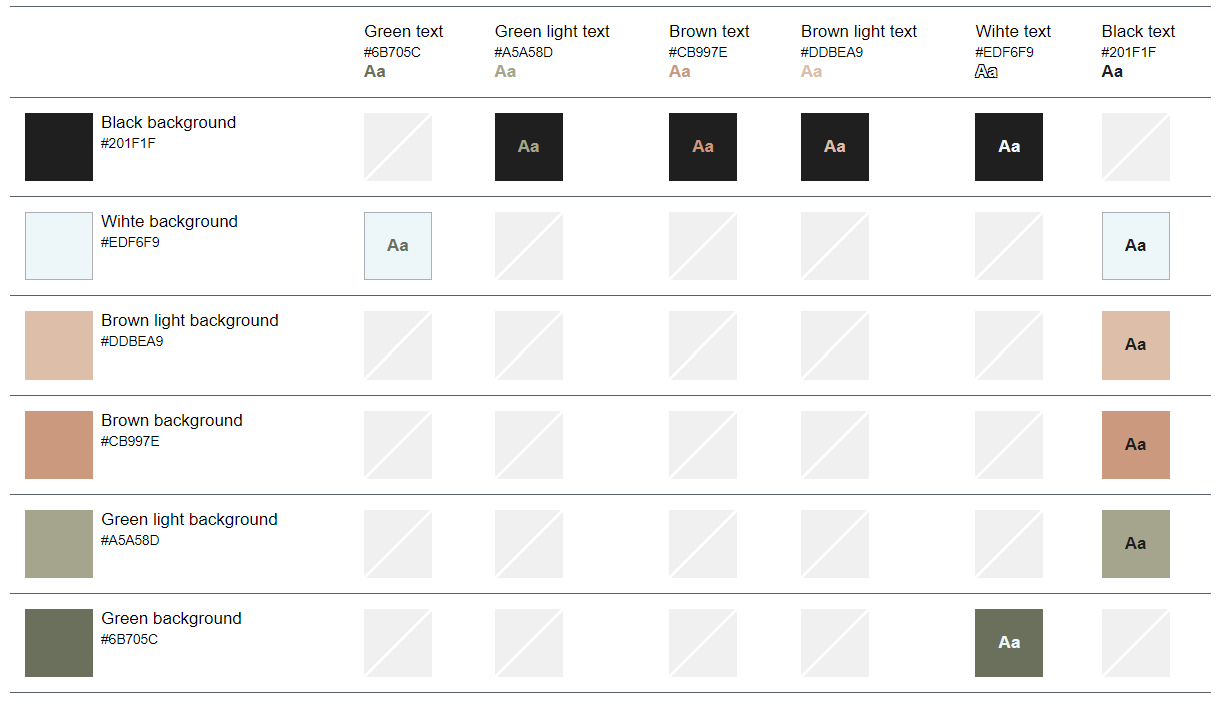 Green text
#6B705C
Aa
Green light text
#A5A58D
Aa
Brown text
#CB997E
Aa
Brown light text
#DDBEA9
Aa
Wihte text
#EDF6F9
Aa
Black text
#201F1F
Aa
Black background
#201F1F
Aa
Aa
Aa
Aa
Wihte background
#EDF6F9
Aa
Aa
Brown light background
#DDBEA9
Aa
Brown background
#CB997E
Aa
Green light background
#A5A58D
Aa
Green background
#6B705C
Aa